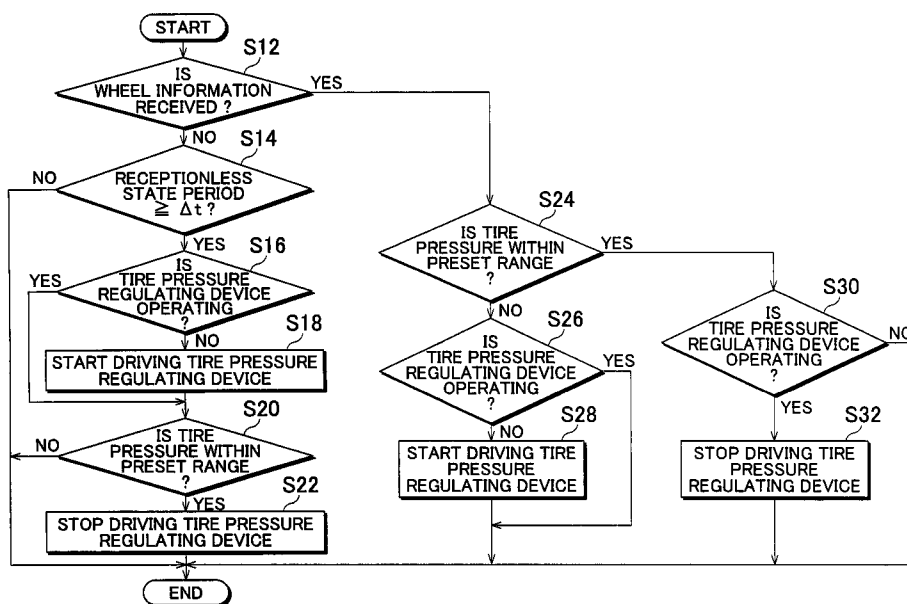 START
S12
IS
WHEEL INFORMATION
RECEIVED ?
YES
NO
S14
NO
RECEPTIONLESS
STATE PERIOD
≧ Δt ?
YES
S16
YES
IS
TIRE PRESSURE
REGULATING DEVICE
OPERATING
?
NO
S18
START DRIVING TIRE PRESSURE
REGULATING DEVICE
S20
NO
IS TIRE
PRESSURE WITHIN
PRESET RANGE
?
YES
S22
STOP DRIVING TIRE PRESSURE
REGULATING DEVICE
END
S24
IS TIRE
PRESSURE WITHIN
PRESET RANGE
?
YES
NO
S26
IS
TIRE PRESSURE
REGULATING DEVICE
OPERATING
?
YES
NO
S28
START DRIVING TIRE
PRESSURE
REGULATING DEVICE
S30
IS
TIRE PRESSURE
REGULATING DEVICE
OPERATING
?
NO
YES
S32
STOP DRIVING TIRE
PRESSURE
REGULATING DEVICE